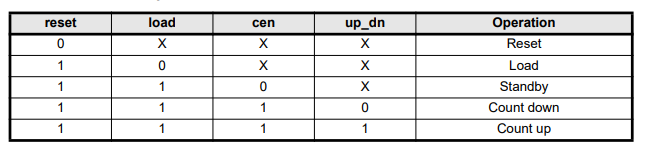 reset load cen up_dn Operation
0 X X X Reset
1 0 X X Load
1 1 0 X Standby
1 1 1 0 Count down
1 1 1 1 Count up